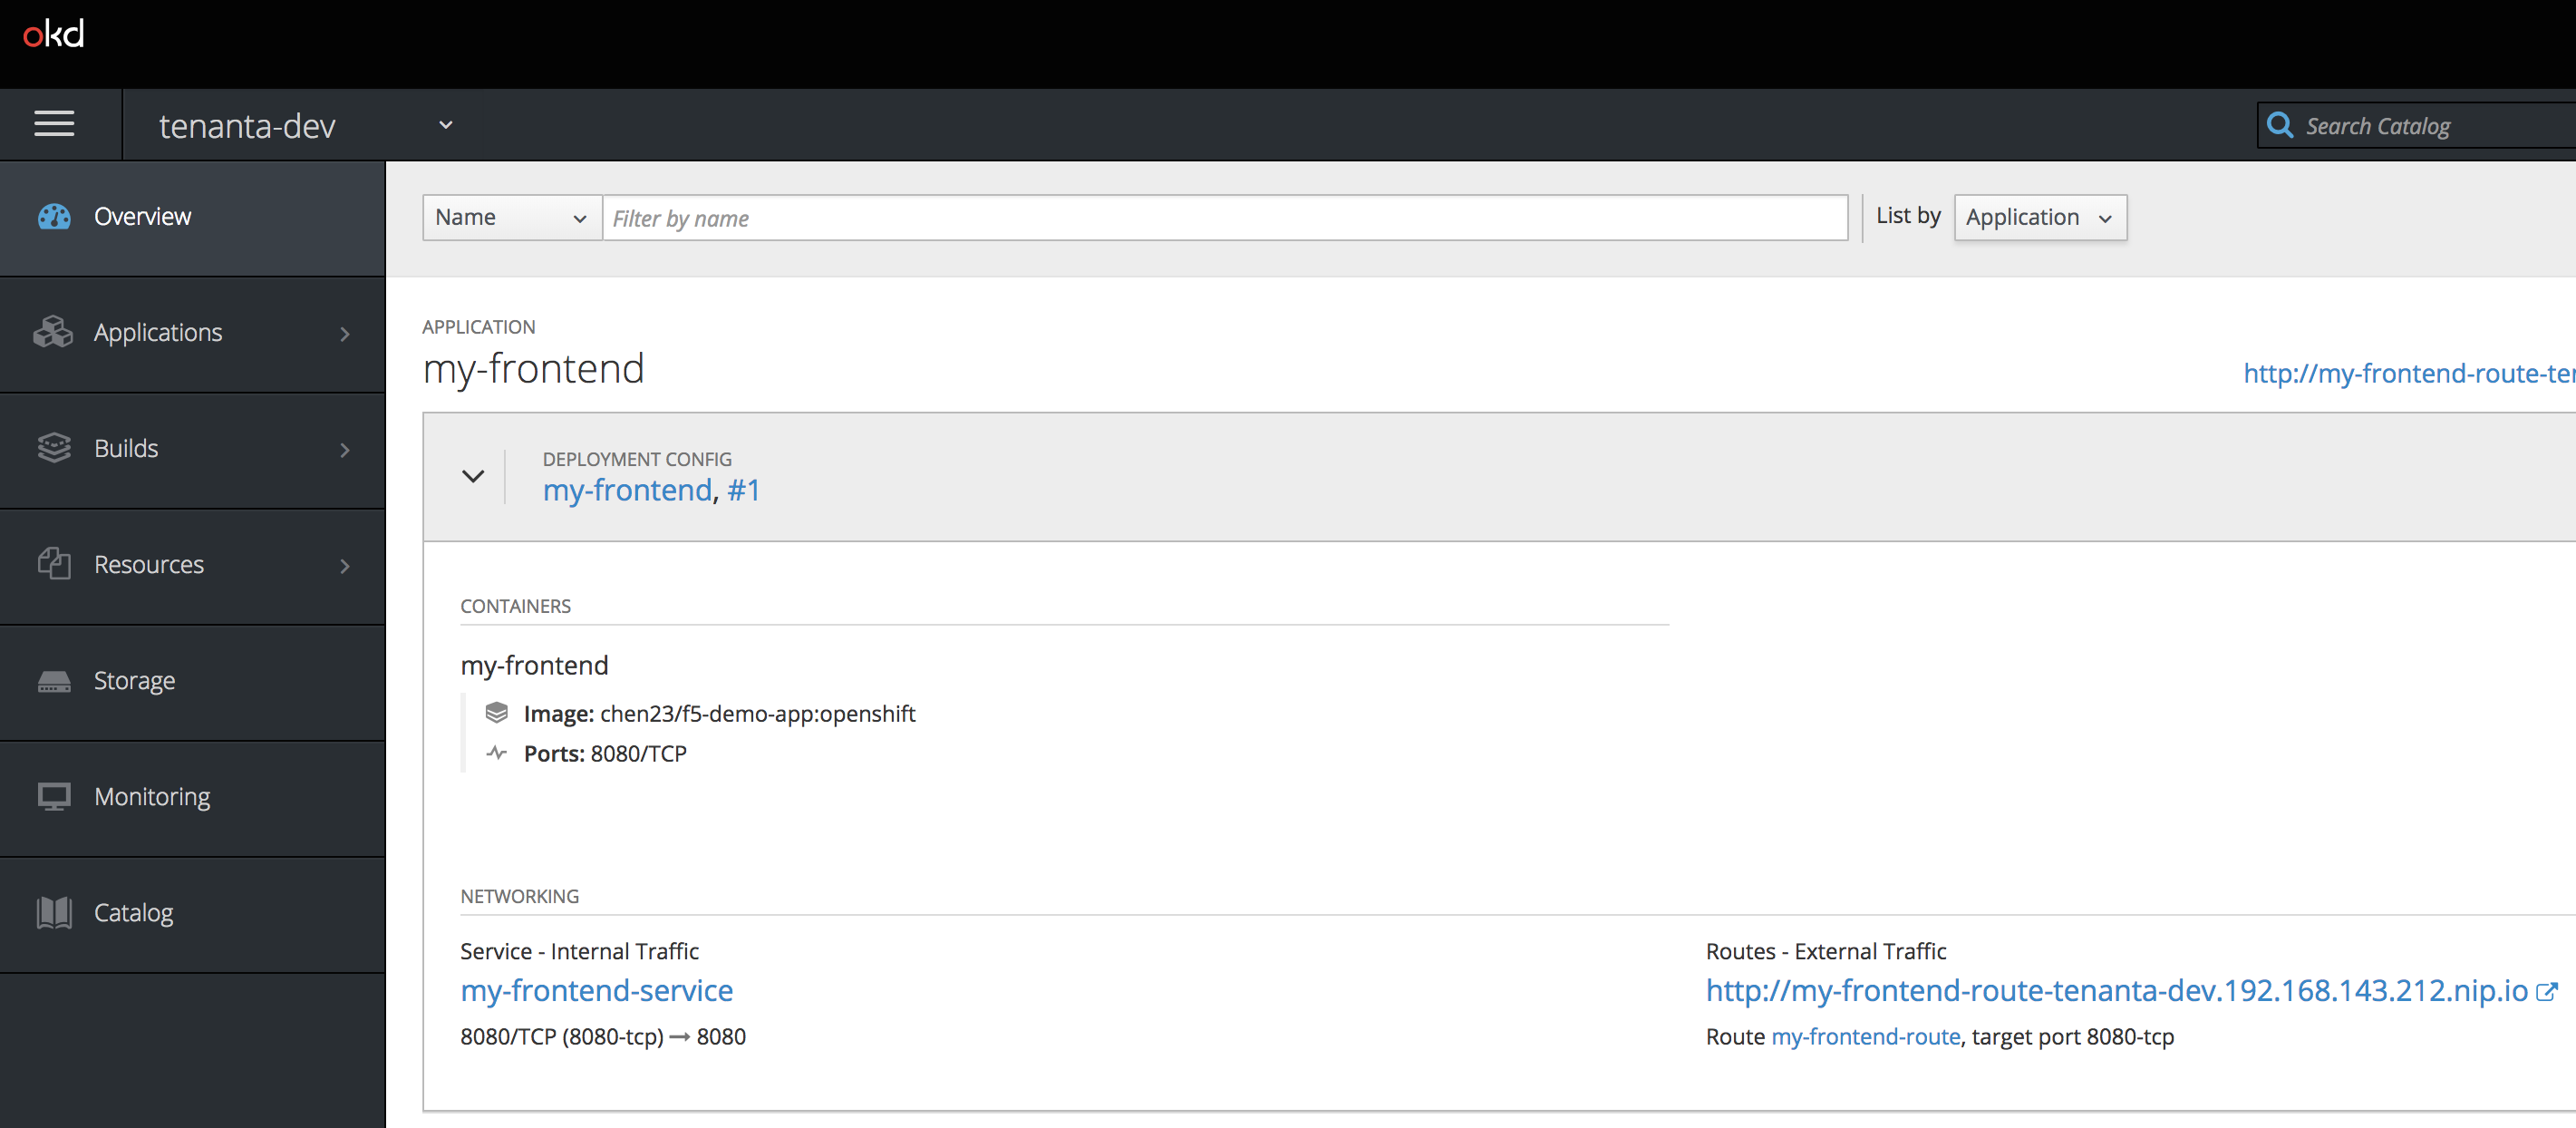 okd
tenanta-dev
Search Catalog
Overview
Applications
Builds
Resources
Storage
Monitoring
Catalog
Name
Filter by name
List by
Application
APPLICATION
my-frontend
http://my-frontend-route-ter
DEPLOYMENT CONFIG
my-frontend, #1
CONTAINERS
my-frontend
Image: chen23/f5-demo-app:openshift
Ports: 8080/TCP
NETWORKING
Service - Internal Traffic
my-frontend-service
8080/TCP (8080-tcp) → 8080
Routes - External Traffic
http://my-frontend-route-tenanta-dev.192.168.143.212.nip.io
Route my-frontend-route, target port 8080-tcp